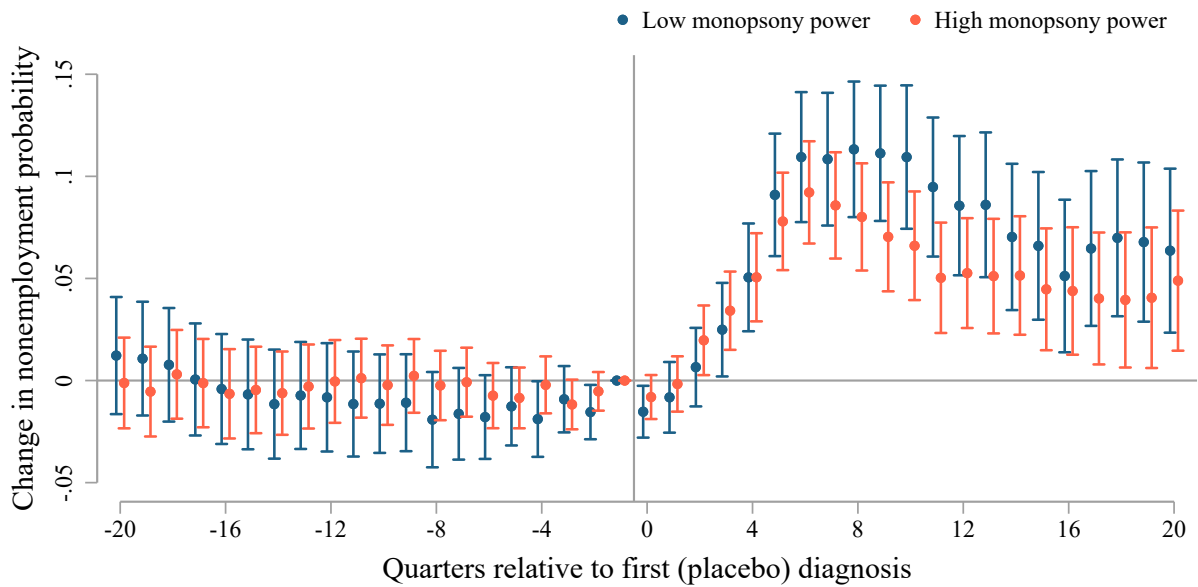 Low monopsony power High monopsony power
Change in nonemployment probability
.15
.1
.05
0
-.05
-20 -16 -12 -8 -4 0 4 8 12 16 20
Quarters relative to first (placebo) diagnosis